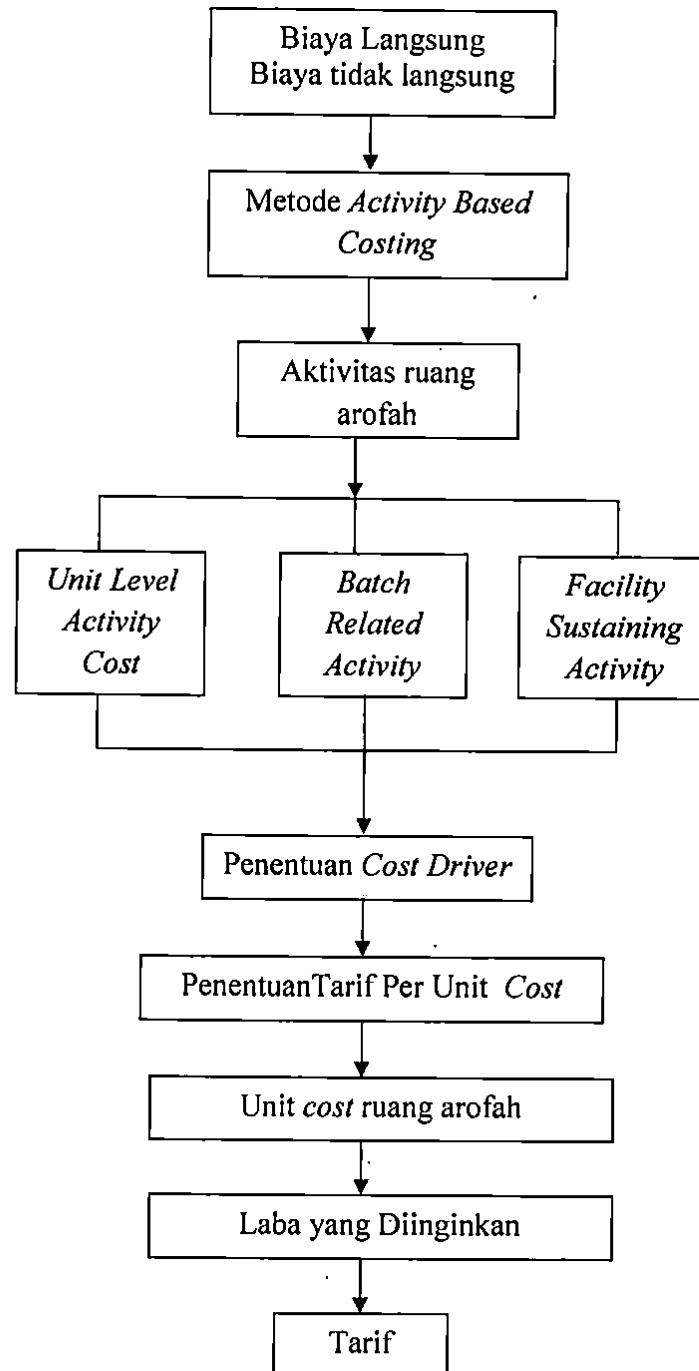 Biaya Langsung
Biaya tidak langsung
Metode Activity Based
Costing
Aktivitas ruang
arofah
Unit Level
Activity
Cost
Batch
Related
Activity
Facility
Sustaining
Activity
Penentuan Cost Driver
PenentuanTarif Per Unit Cost
Unit cost ruang arofah
Laba yang Diinginkan
Tarif